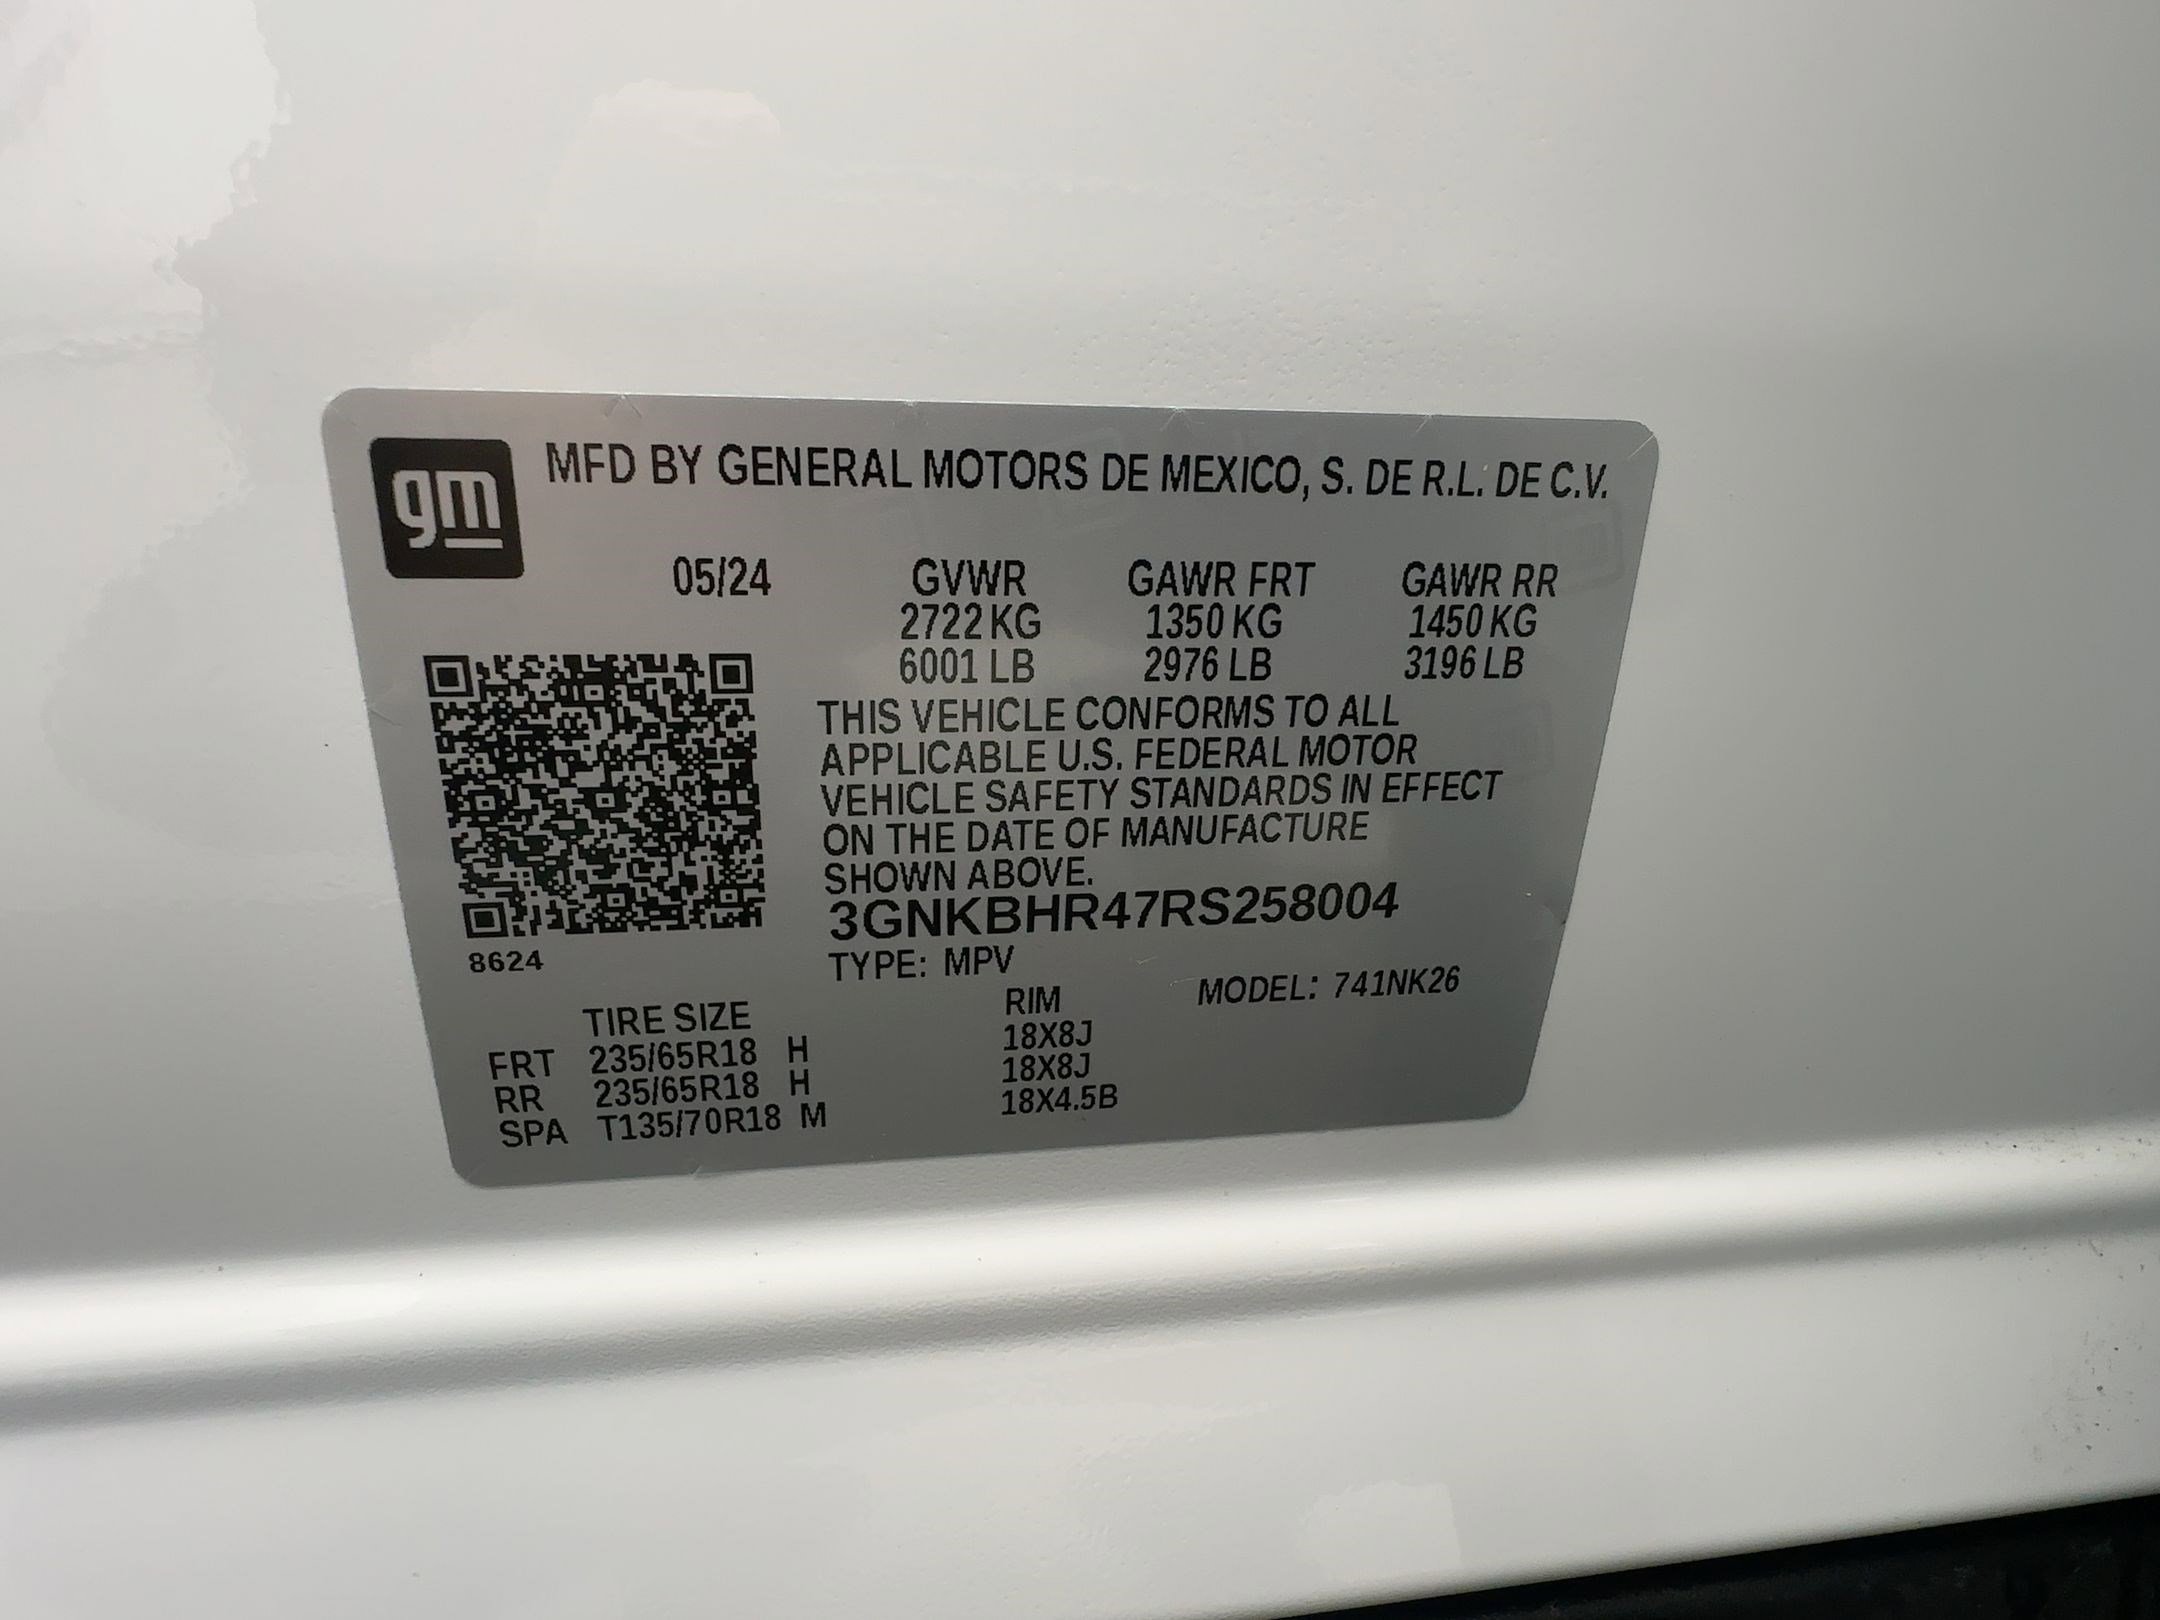 gm MFD BY GENERAL MOTORS DE MEXICO, S. DE R.L. DE C.V.
05/24 GVWR GAWR FRT GAWR RR
2722 KG 1350 KG 1450 KG
6001 LB 2976 LB 3196 LB
THIS VEHICLE CONFORMS TO ALL
APPLICABLE U.S. FEDERAL MOTOR
VEHICLE SAFETY STANDARDS IN EFFECT
ON THE DATE OF MANUFACTURE
SHOWN ABOVE.
3GNKBHR47RS258004
8624 TYPE: MPV
TIRE SIZE RIM MODEL: 741NK26
FRT 235/65R18 H 18X8J
RR 235/65R18 H 18X8J
SPA T135/70R18 M 18X4.5B